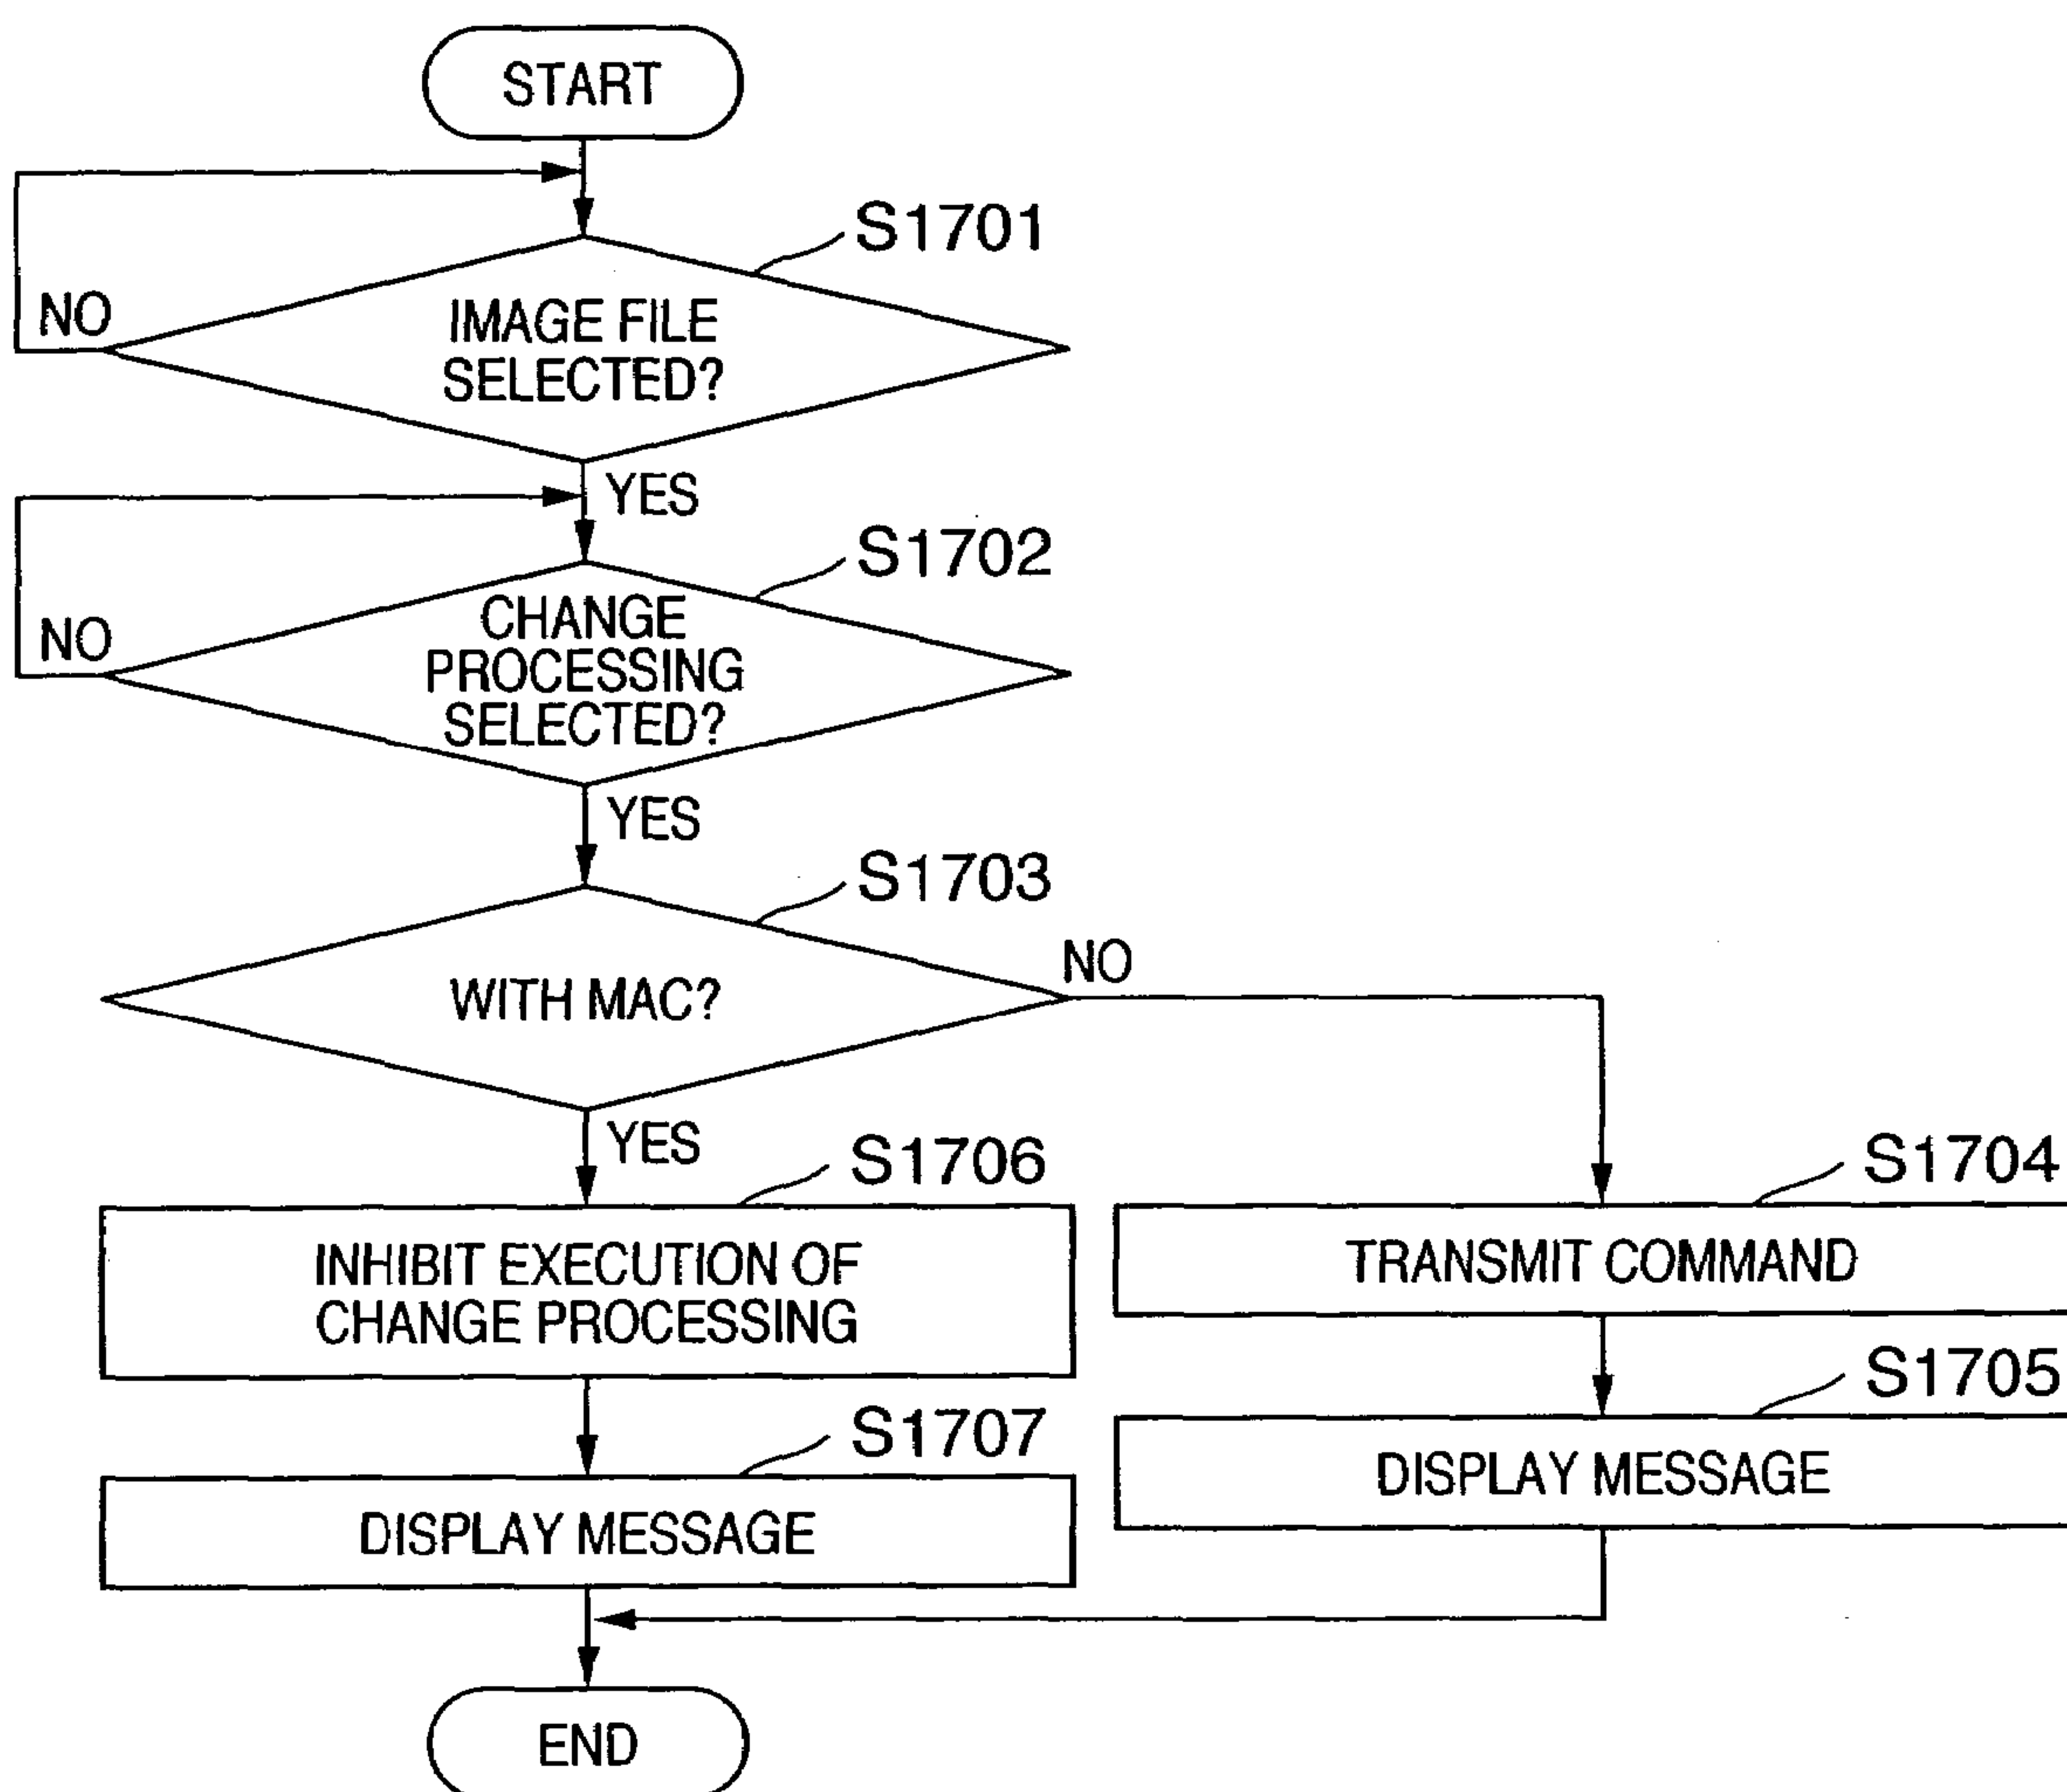 START
S1701
NO
IMAGE FILE
SELECTED?
YES
S1702
NO
CHANGE
PROCESSING
SELECTED?
YES
S1703
NO
WITH MAC?
YES
S1706
S1704
INHIBIT EXECUTION OF
CHANGE PROCESSING
TRANSMIT COMMAND
S1705
S1707
DISPLAY MESSAGE
DISPLAY MESSAGE
END